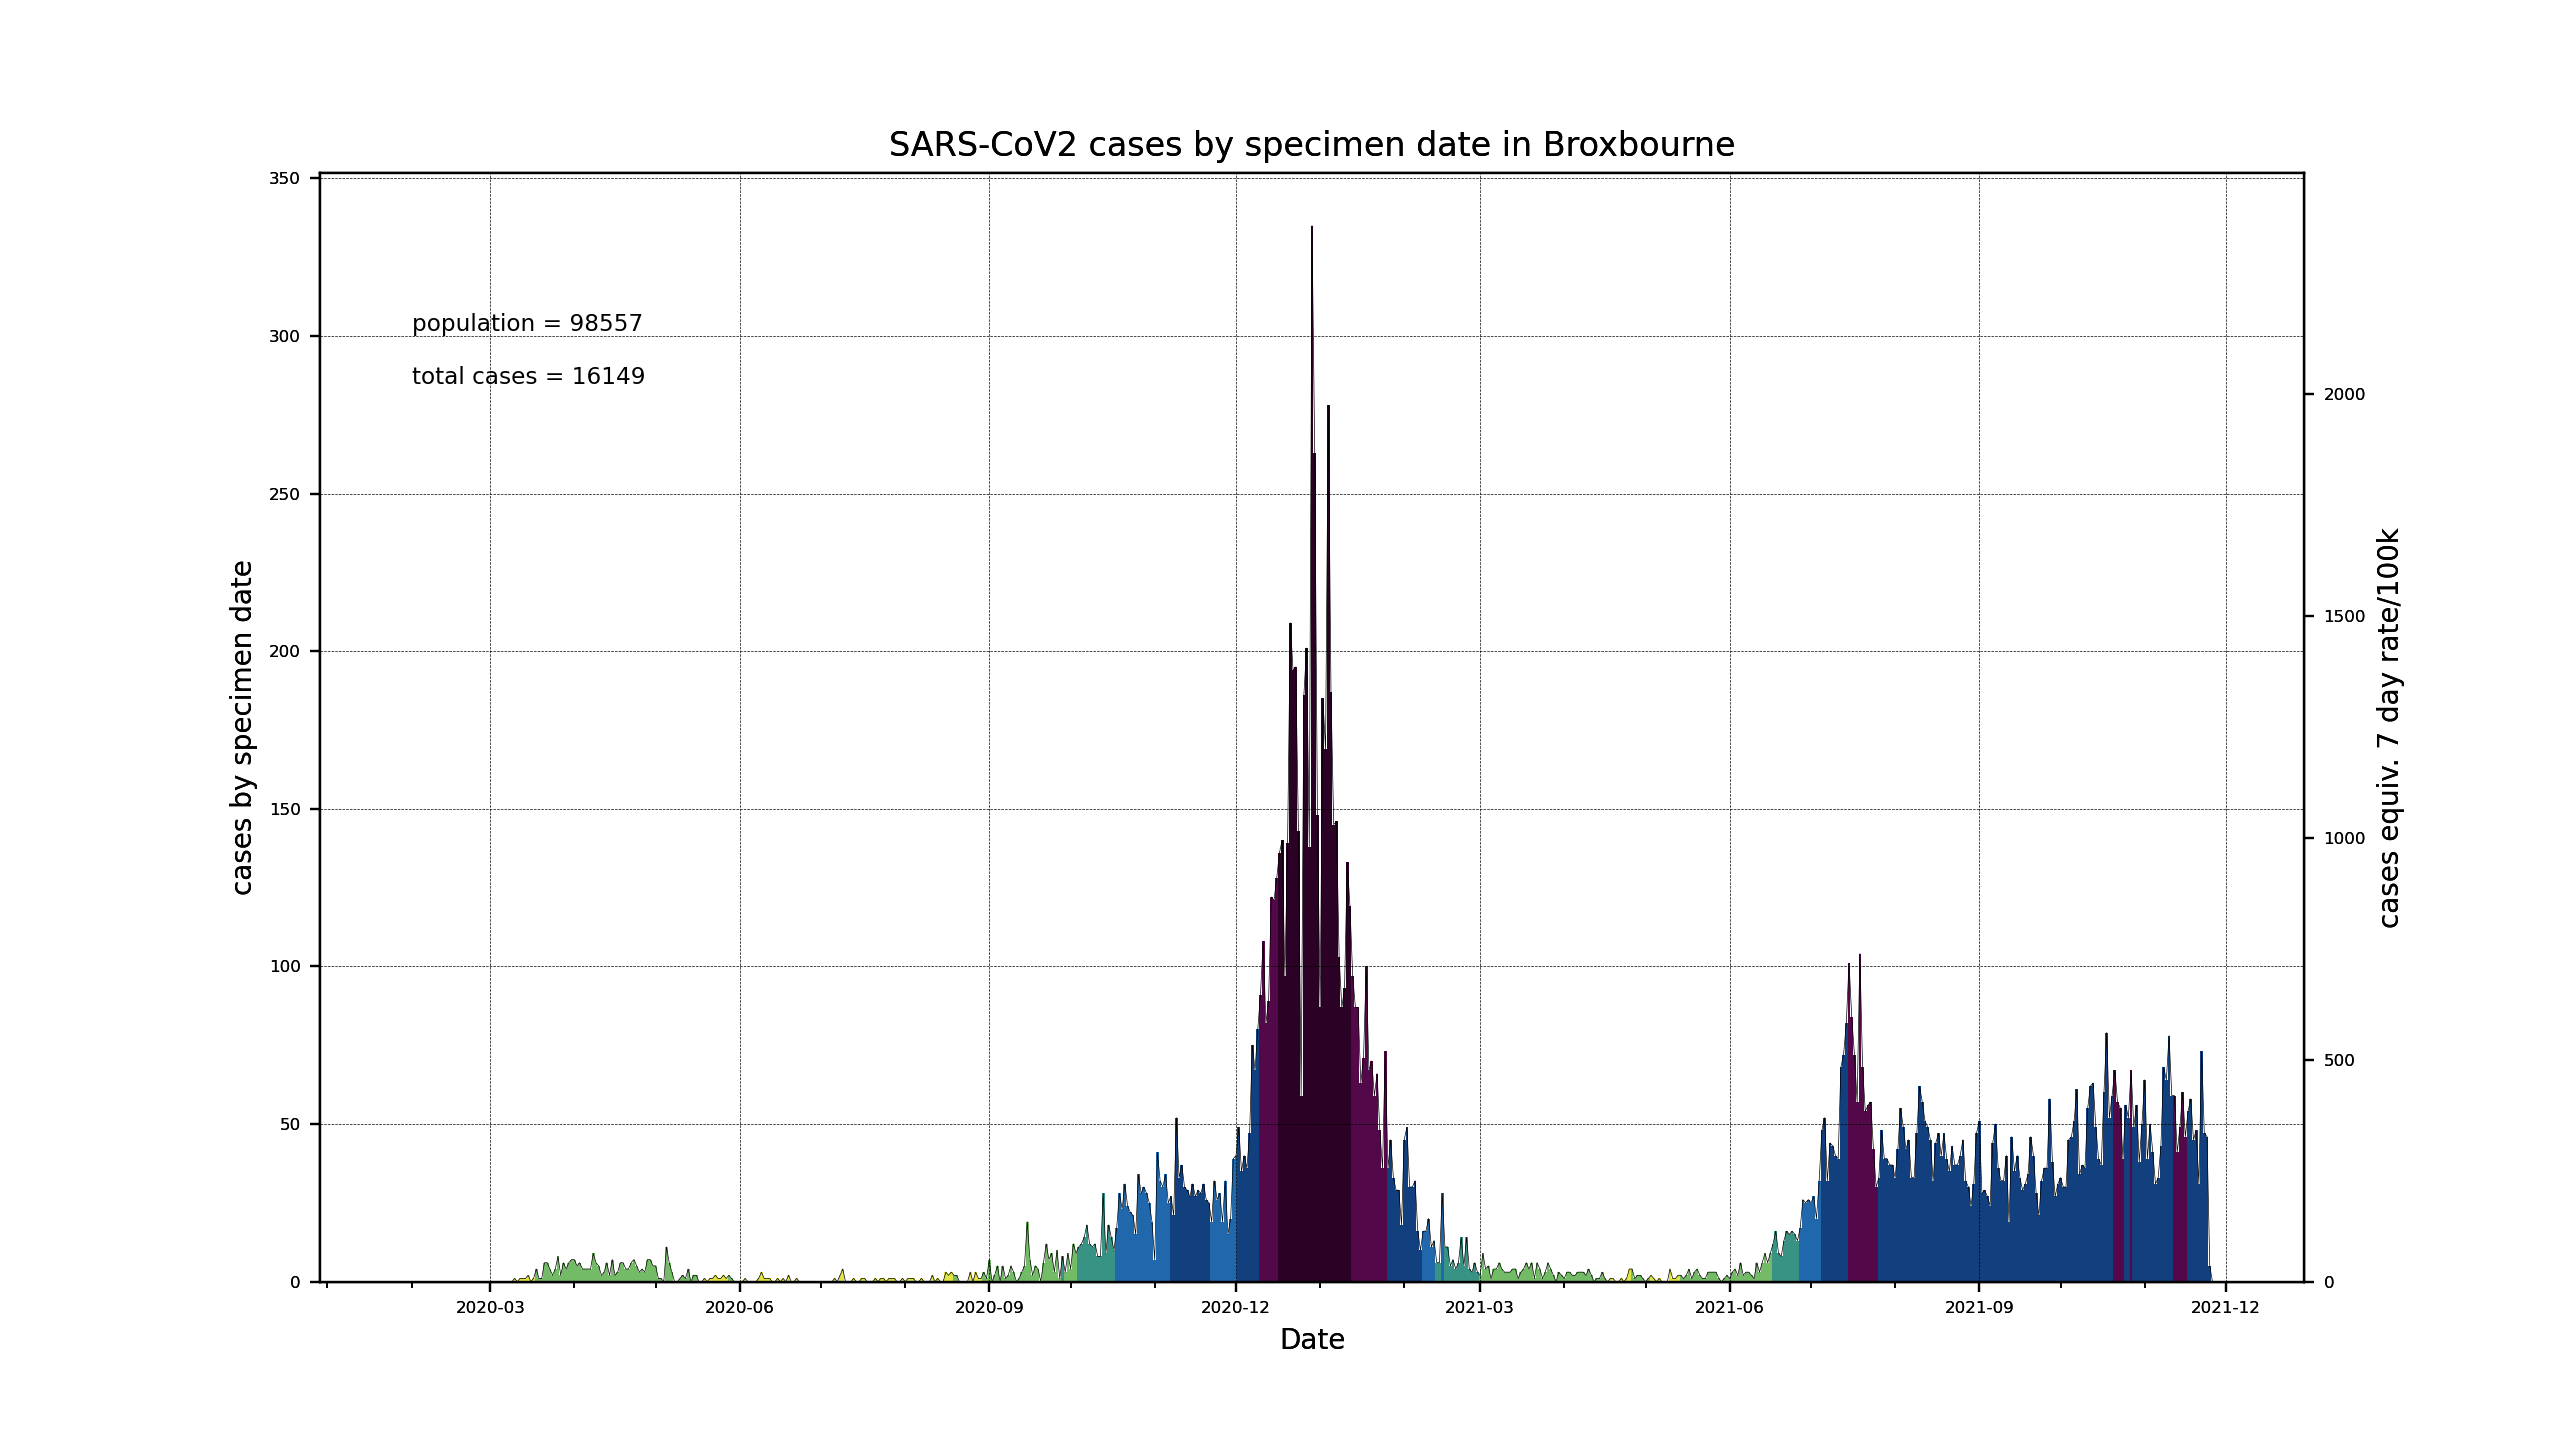 SARS-CoV2 cases by specimen date in Broxbourne
population = 98557
total cases = 16149
cases by specimen date
350
300
250
200
150
100
50
0
2000
1500
1000
500
0
cases equiv. 7 day rate/100k
2020-03 2020-06 2020-09 2020-12 2021-03 2021-06 2021-09 2021-12
Date